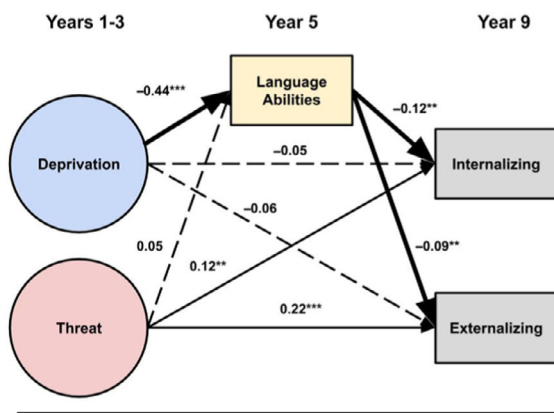 Years 1-3 Year 5 Year 9
Language
Abilities
–0.44***
–0.12**
Deprivation
–0.05
Internalizing
–0.06
0.05
0.12**
–0.09**
Threat
0.22***
Externalizing